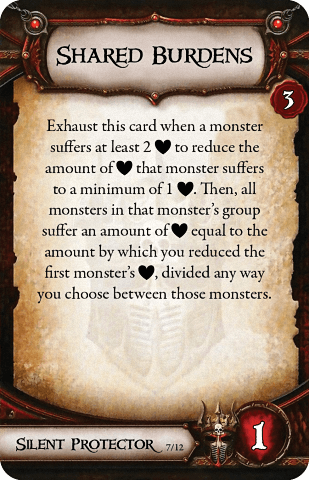 Shared Burdens
3
Exhaust this card when a monster
suffers at least 2 ♥ to reduce the
amount of ♥ that monster suffers
to a minimum of 1 ♥. Then, all
monsters in that monster's group
suffer an amount of ♥ equal to the
amount by which you reduced the
first monster's ♥, divided any way
you choose between those monsters.
Silent Protector 7/12
1